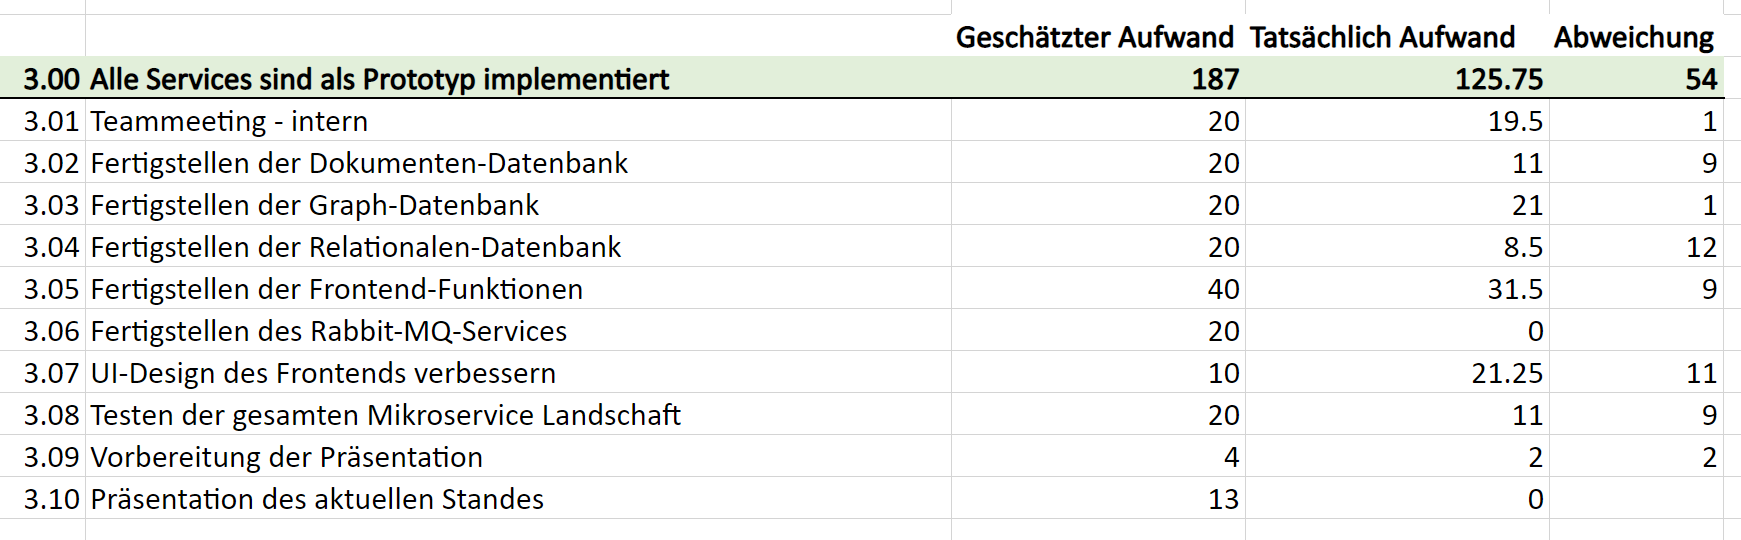 Geschätzter Aufwand Tatsächlich Aufwand Abweichung
3.00 Alle Services sind als Prototyp implementiert 187 125.75 54
3.01 Teammeeting - intern 20 19.5 1
3.02 Fertigstellen der Dokumenten-Datenbank 20 11 9
3.03 Fertigstellen der Graph-Datenbank 20 21 1
3.04 Fertigstellen der Relationalen-Datenbank 20 8.5 12
3.05 Fertigstellen der Frontend-Funktionen 40 31.5 9
3.06 Fertigstellen des Rabbit-MQ-Services 20 0
3.07 UI-Design des Frontends verbessern 10 21.25 11
3.08 Testen der gesamten Mikroservice Landschaft 20 11 9
3.09 Vorbereitung der Präsentation 4 2 2
3.10 Präsentation des aktuellen Standes 13 0